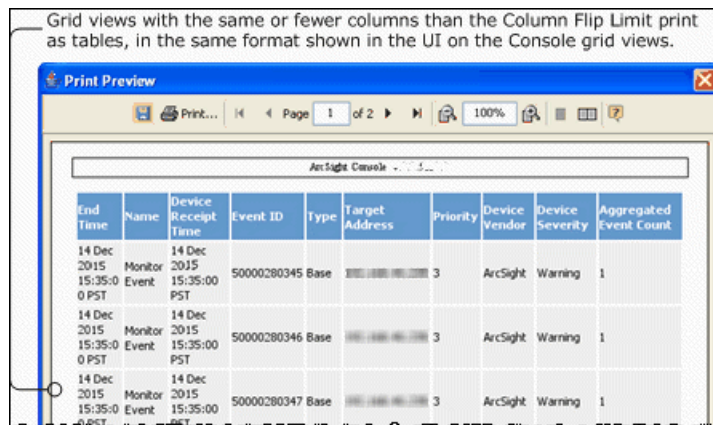 Grid views with the same or fewer columns than the Column Flip Limit print
as tables, in the same format shown in the UI on the Console grid views.
Print Preview
Print... Page 1 of 2 100%
ArcSight Console
End Time Name Device Receipt Time Event ID Type Target Address Priority Device Vendor Device Severity Aggregated Event Count
14 Dec 2015 15:35:0 0 PST Monitor Event 14 Dec 2015 15:35:00 PST 50000280345 Base 3 ArcSight Warning 1
14 Dec 2015 15:35:0 0 PST Monitor Event 14 Dec 2015 15:35:00 PST 50000280346 Base 3 ArcSight Warning 1
14 Dec 2015 15:35:0 Monitor Event 14 Dec 2015 15:35:00 50000280347 Base 3 ArcSight Warning 1